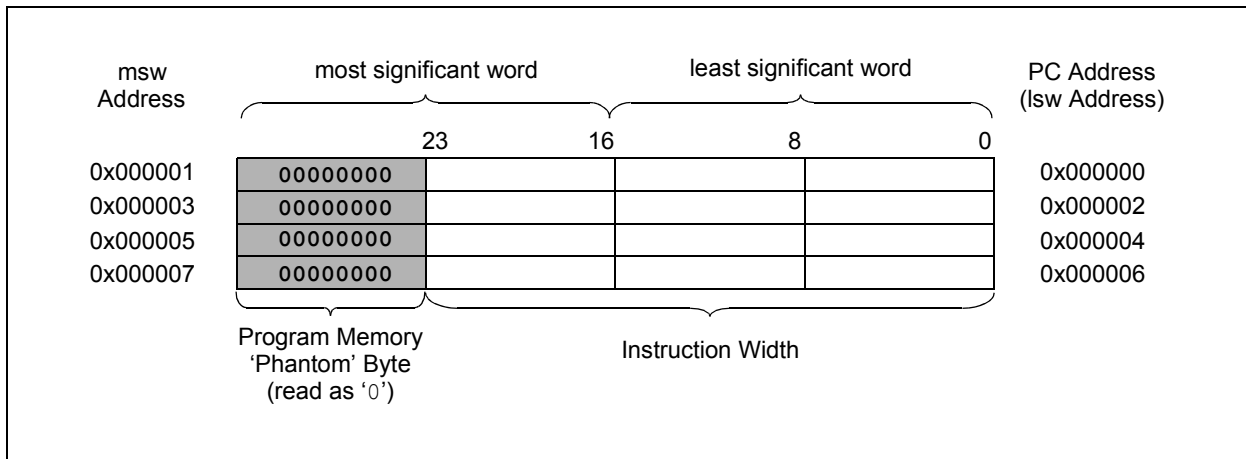 msw
Address
most significant word
least significant word
PC Address
(lsw Address)
23 16 8 0
0x000001 00000000 0x000000
0x000003 00000000 0x000002
0x000005 00000000 0x000004
0x000007 00000000 0x000006
Program Memory
‘Phantom’ Byte
(read as ‘0’)
Instruction Width